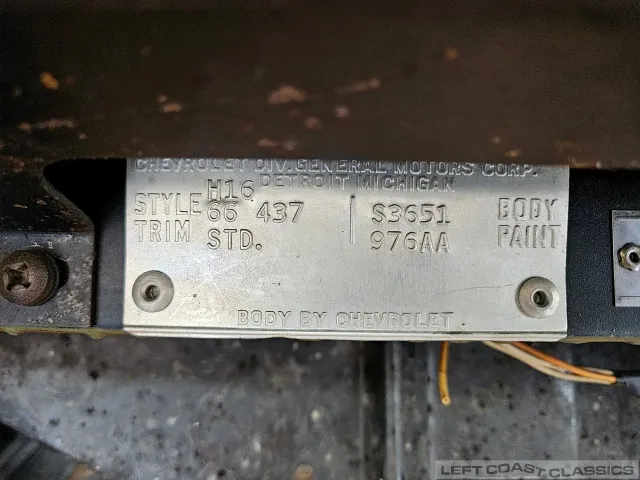 CHEVROLET DIV. GENERAL MOTORS CORP.
DETROIT MICHIGAN
H16
STYLE 66 437 S3651 BODY
TRIM STD. 976AA PAINT
BODY BY CHEVROLET
LEFT COAST CLASSICS